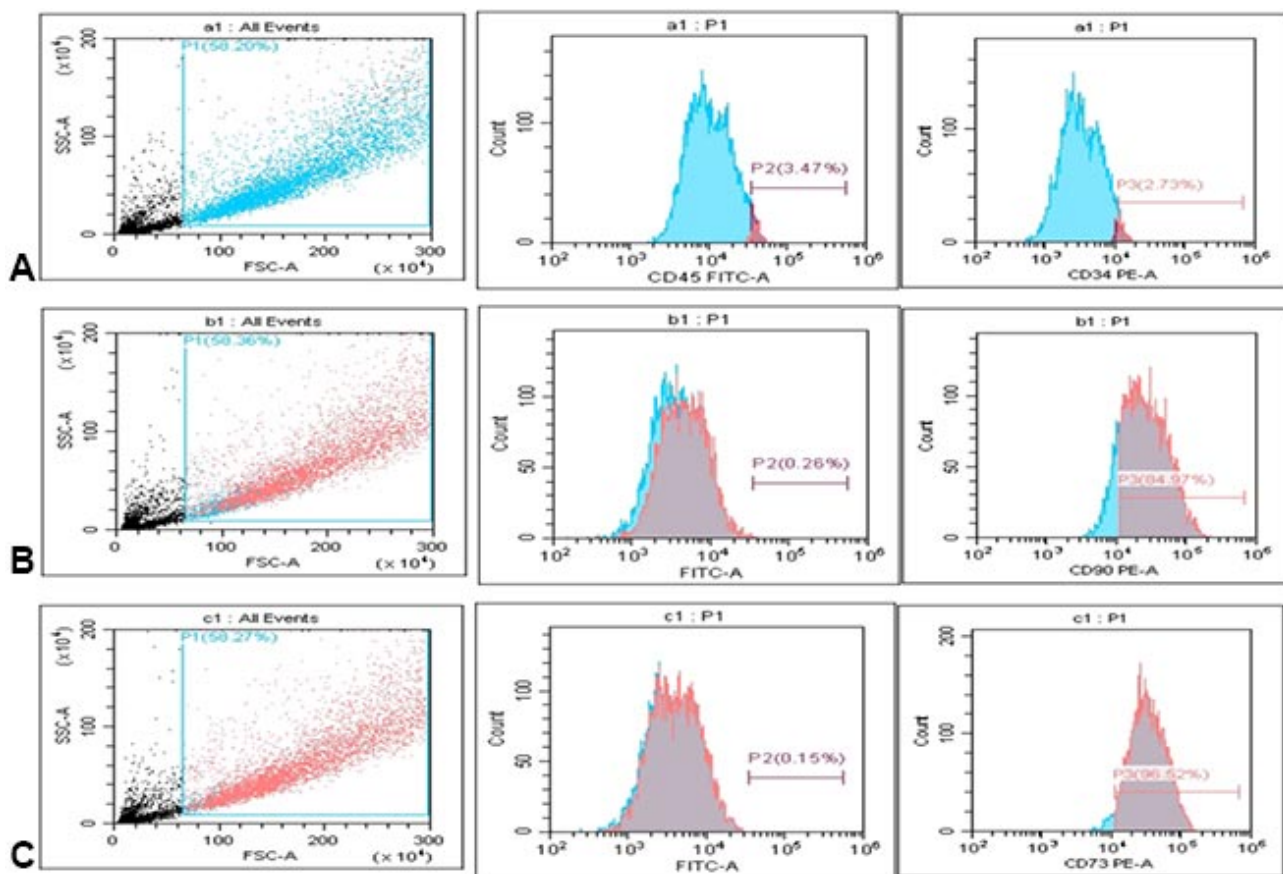 a1 : All Events
P1(58.20%)
(x10⁴)
SSC-A
0 100 200
0 100 200 300
FSC-A (x10⁴)
A
a1 : P1
P2(3.47%)
Count
0 100
10² 10³ 10⁴ 10⁵ 10⁶
CD45 FITC-A
a1 : P1
P3(2.73%)
Count
0 100
10² 10³ 10⁴ 10⁵ 10⁶
CD34 PE-A
b1 : All Events
P1(58.36%)
(x10⁴)
SSC-A
0 100 200
0 100 200 300
FSC-A (x10⁴)
B
b1 : P1
P2(0.26%)
Count
0 50 100
10² 10³ 10⁴ 10⁵ 10⁶
FITC-A
b1 : P1
P3(84.97%)
Count
0 50 100
10² 10³ 10⁴ 10⁵ 10⁶
CD90 PE-A
c1 : All Events
P1(58.27%)
(x10⁴)
SSC-A
0 100 200
0 100 200 300
FSC-A (x10⁴)
C
c1 : P1
P2(0.15%)
Count
0 50 100
10² 10³ 10⁴ 10⁵ 10⁶
FITC-A
c1 : P1
P3(96.52%)
Count
0 100 200
10² 10³ 10⁴ 10⁵ 10⁶
CD73 PE-A